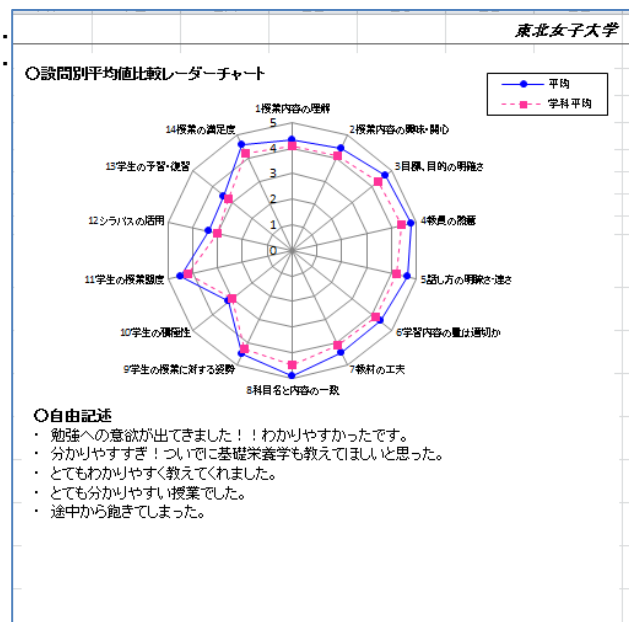 東北女子大学
〇設問別平均値比較レーダーチャート
平均
学科平均
1授業内容の理解
2授業内容の興味・関心
3目標、目的の明確さ
4教員の熱意
5話し方の明瞭さ・速さ
6学習内容の量は適切か
7教材の工夫
8科目名と内容の一致
9学生の授業に対する姿勢
10学生の積極性
11学生の授業態度
12シラバスの活用
13学生の予習・復習
14授業の満足度
5
4
3
2
1
0
〇自由記述
・ 勉強への意欲が出てきました！！わかりやすかったです。
・ 分かりやすすぎ！ついでに基礎栄養学も教えてほしいと思った。
・ とてもわかりやすく教えてくれました。
・ とても分かりやすい授業でした。
・ 途中から飽きてしまった。